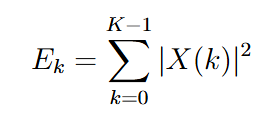 $E_k = \sum_{k=0}^{K-1} |X(k)|^2$